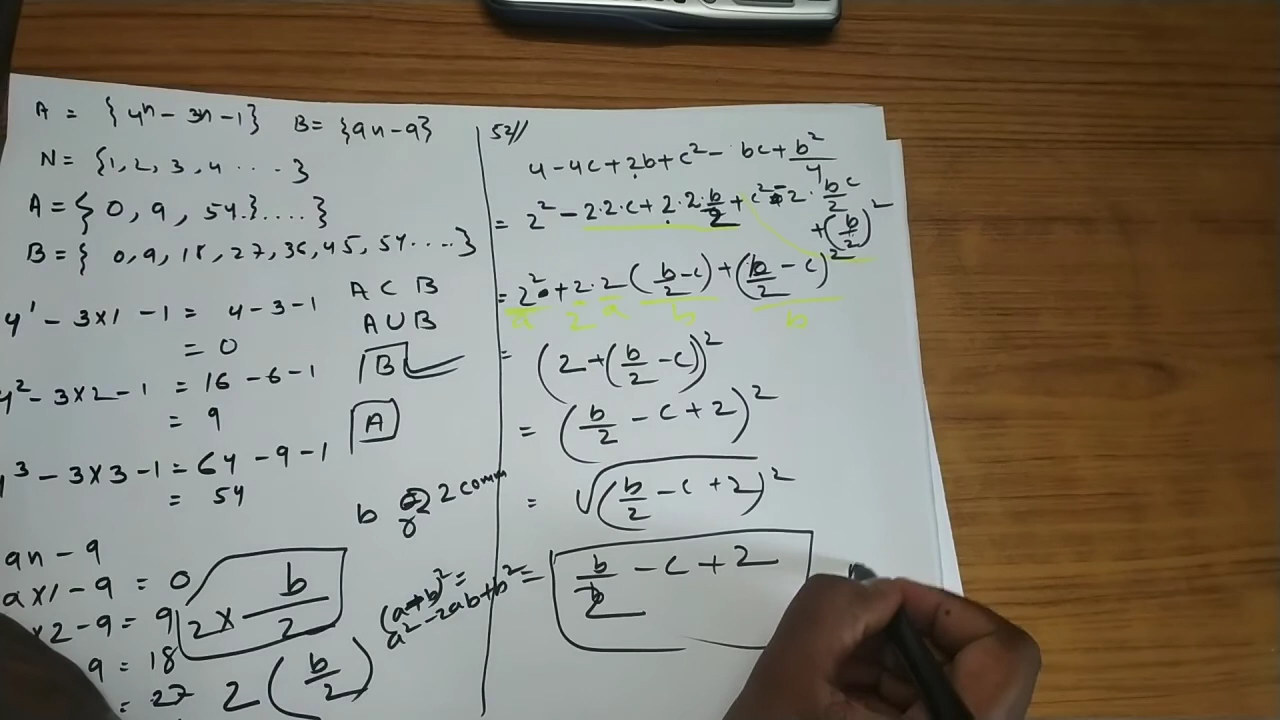 A = {4ⁿ - 3n - 1} B = {9n - 9}
N = {1, 2, 3, 4 ....}
A = {0, 9, 54 }....}
B = { 0, 9, 18, 27, 36, 45, 54 ....}
4¹ - 3×1 - 1 = 4 - 3 - 1
= 0
A ⊂ B
A ∪ B
B
A
4² - 3×2 - 1 = 16 - 6 - 1
= 9
4³ - 3×3 - 1 = 64 - 9 - 1
= 54
b 2 comm
9n - 9
9×1 - 9 = 0
×2 - 9 = 9
9 = 18
= 27
2 × b/2
2 (b/2)
(a+b)² =
a² - 2ab + b² =
52//
4 - 4c + 2b + c² - bc + b²/4
= 2² - 2·2·c + 2·2·b/2 + c² - 2·b/2 c
+ (b/2)²
= 2² + 2·2 (b/2 - c) + (b/2 - c)²
a 2 a b b
= (2 + (b/2 - c))²
= (b/2 - c + 2)²
= √(b/2 - c + 2)²
= b/2 - c + 2